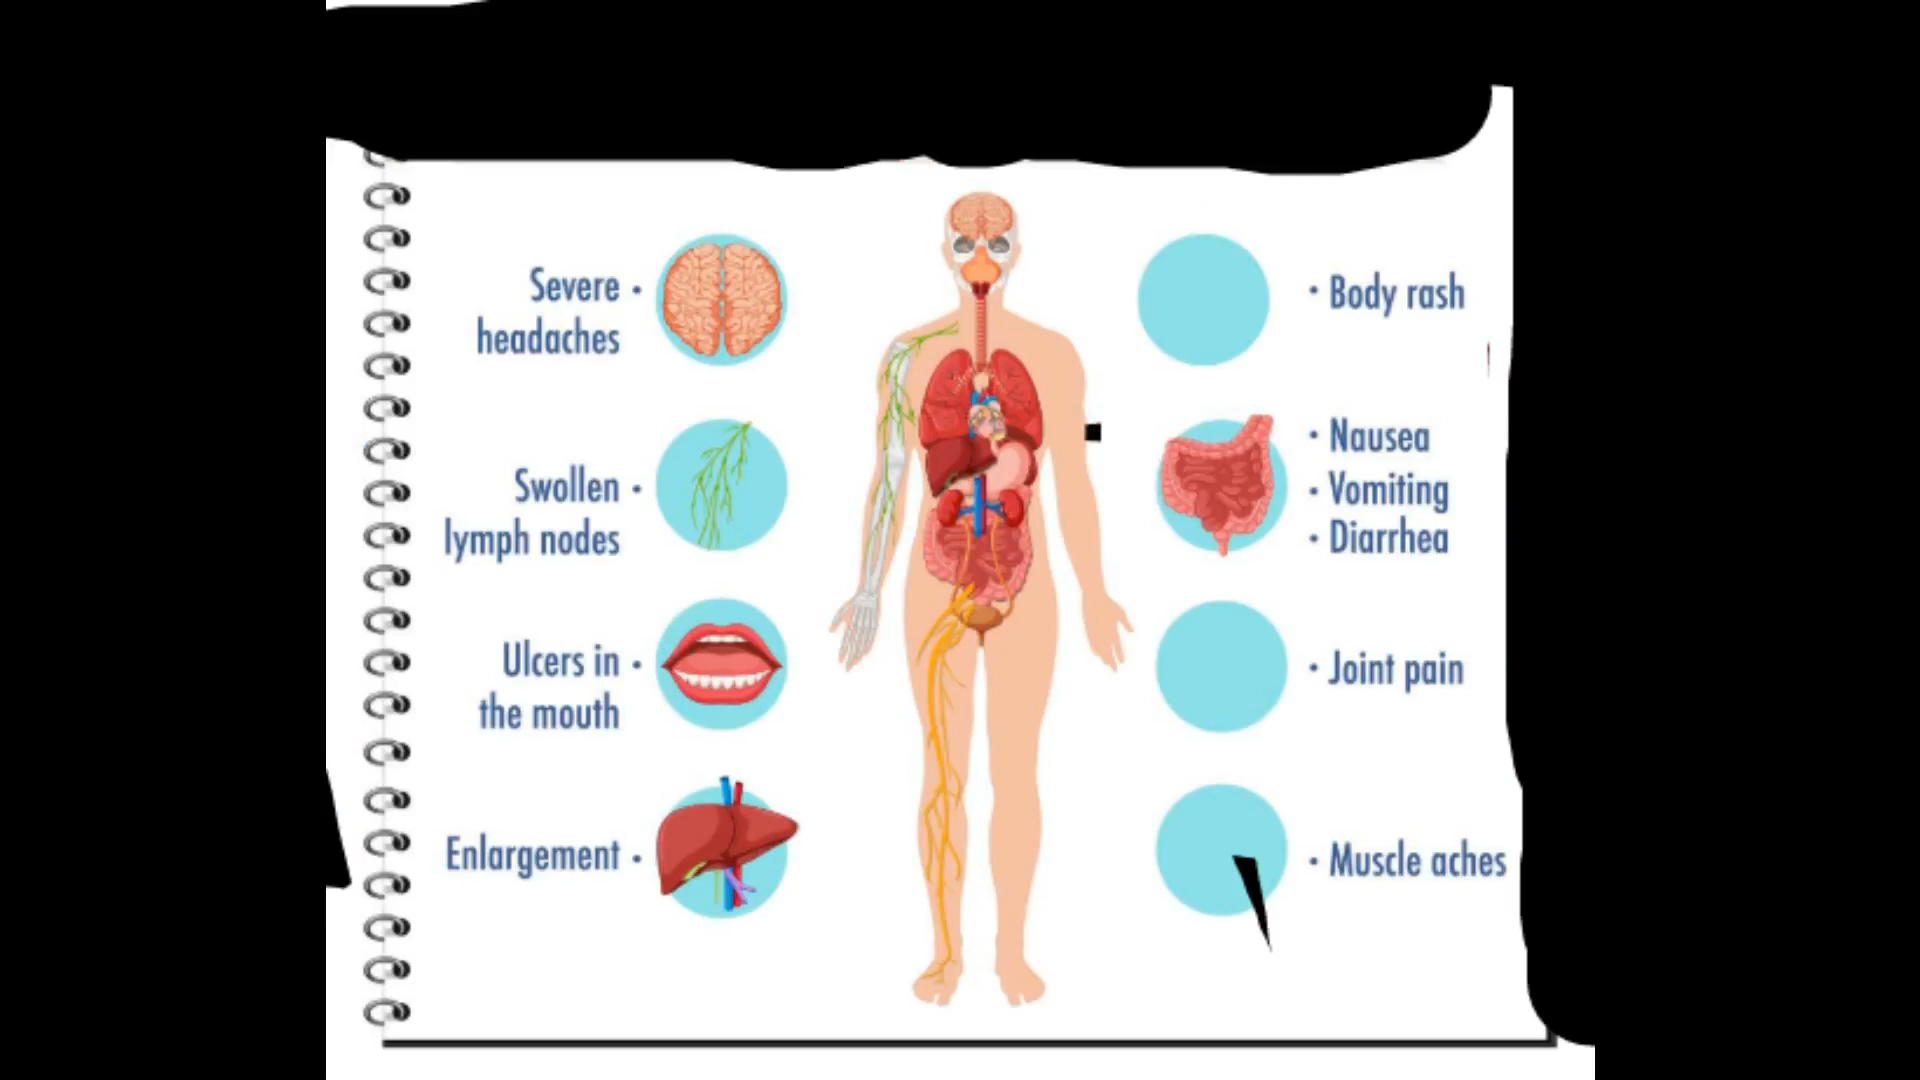 Severe
headaches
Swollen
lymph nodes
Ulcers in
the mouth
Enlargement
Body rash
Nausea
Vomiting
Diarrhea
Joint pain
Muscle aches